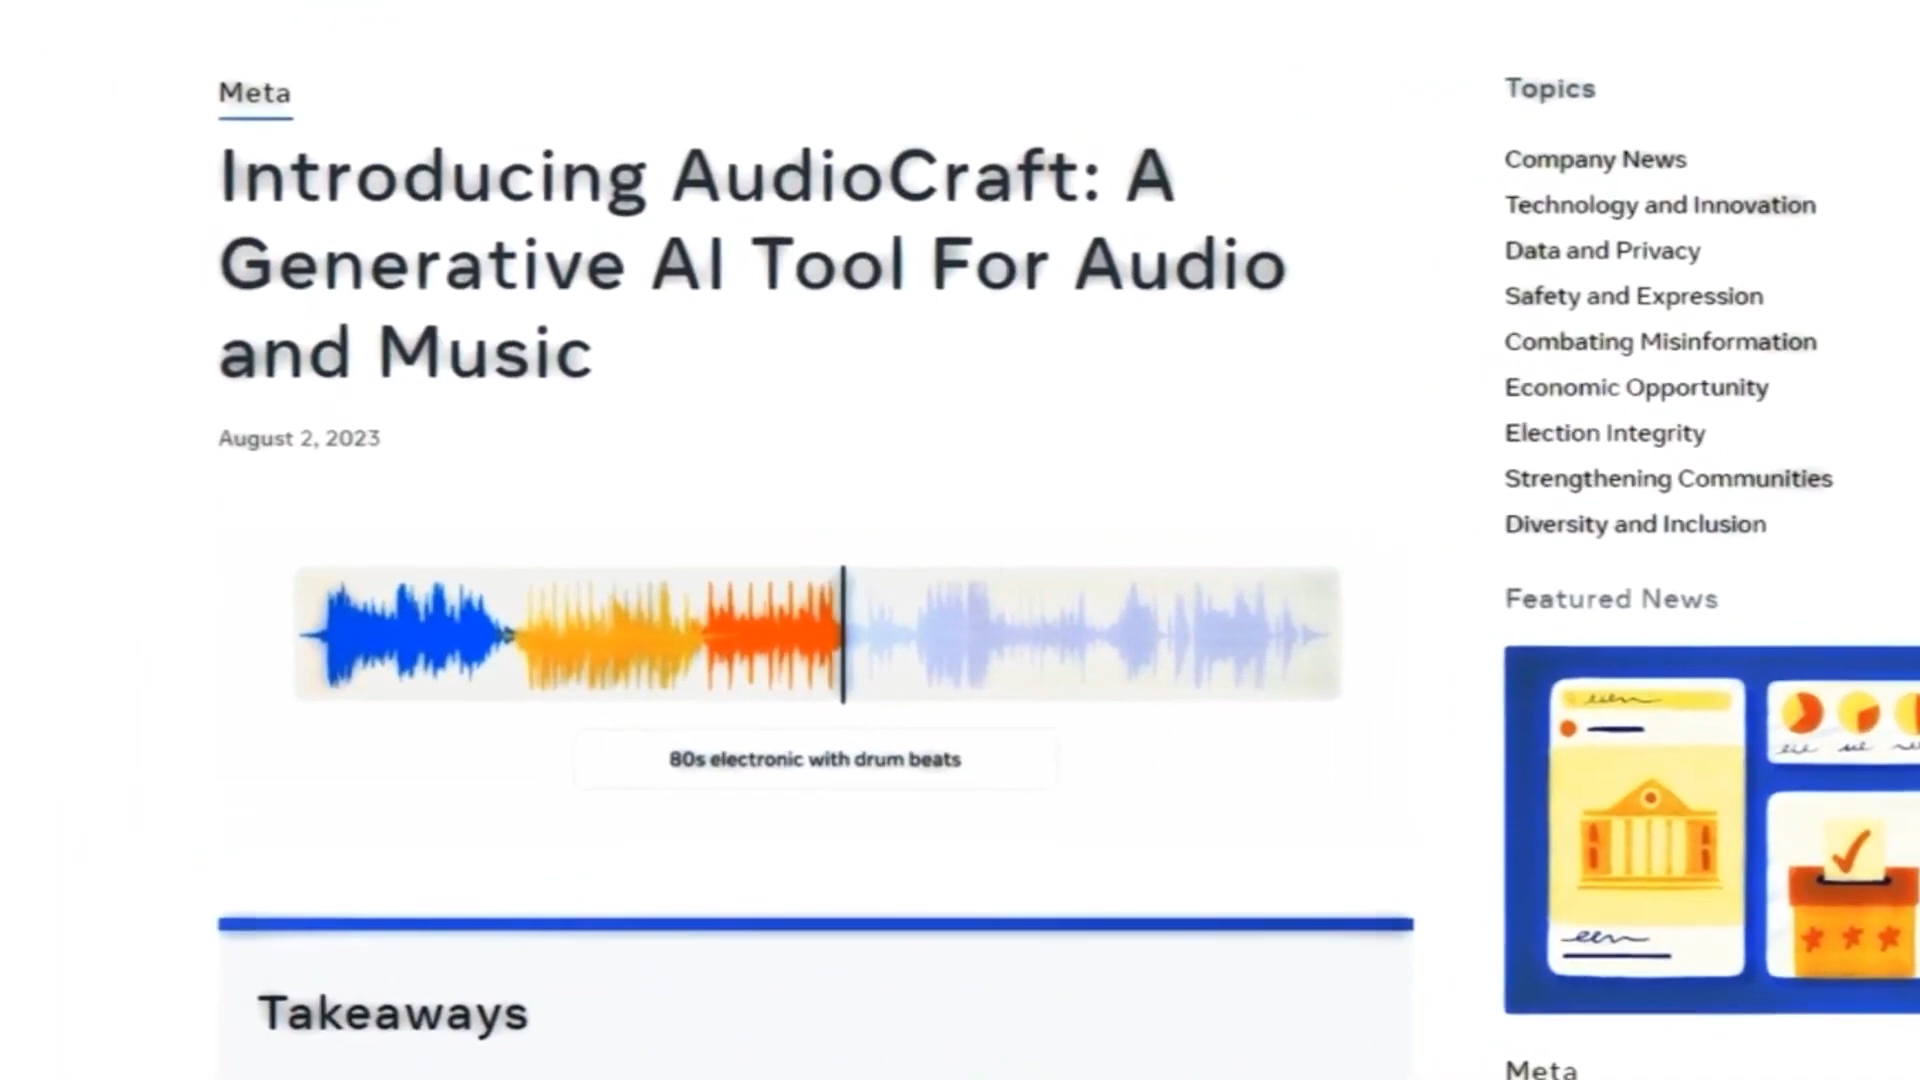 Meta
Introducing AudioCraft: A
Generative AI Tool For Audio
and Music
August 2, 2023
80s electronic with drum beats
Takeaways
Topics
Company News
Technology and Innovation
Data and Privacy
Safety and Expression
Combating Misinformation
Economic Opportunity
Election Integrity
Strengthening Communities
Diversity and Inclusion
Featured News
Meta